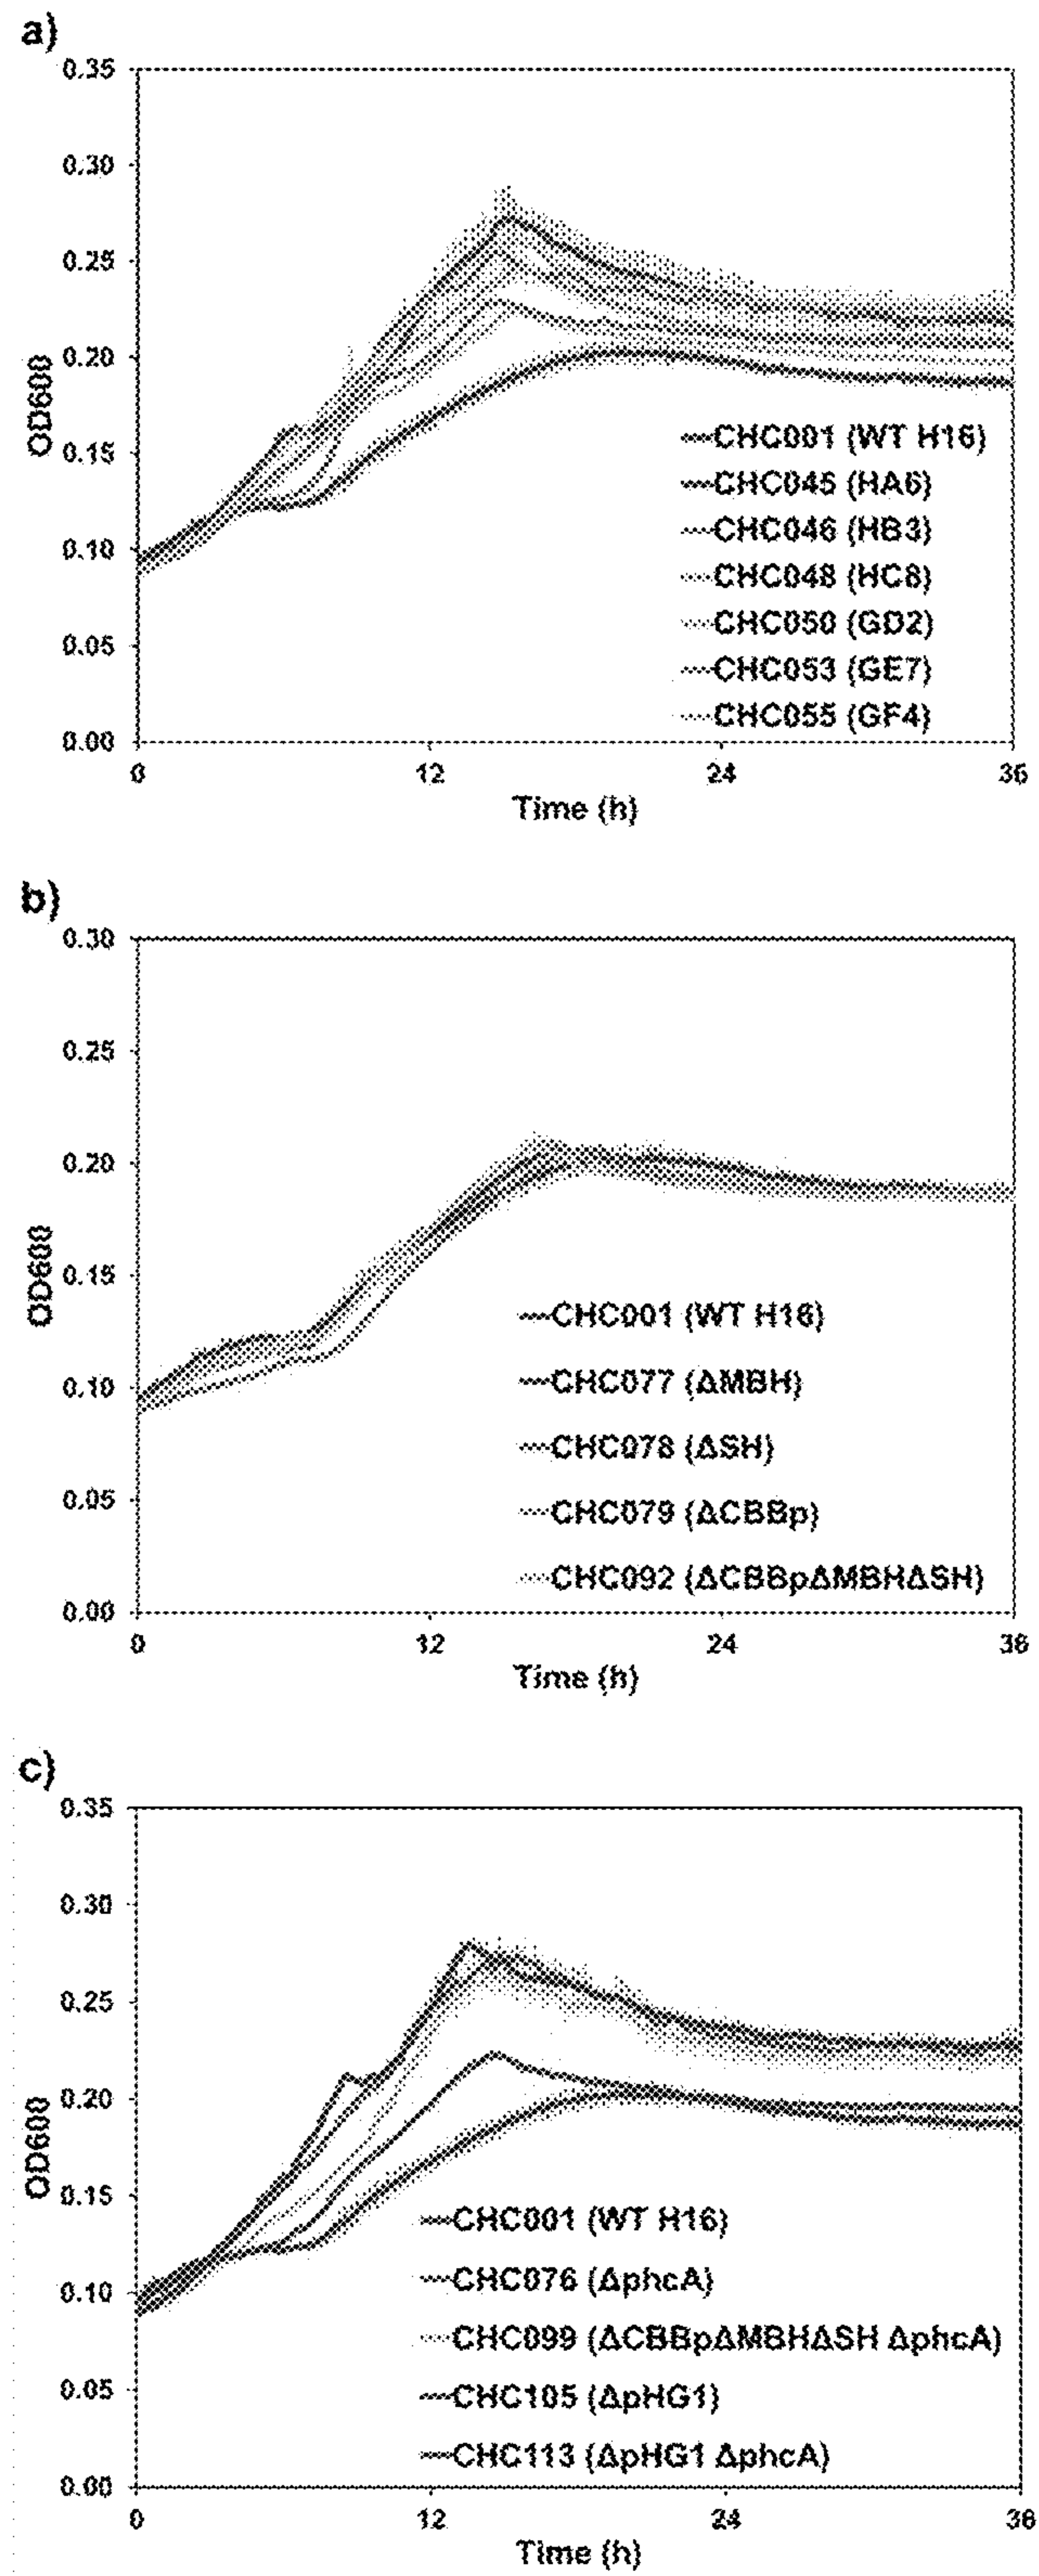 a)
0.35
0.30
0.25
0.20
0.15
0.10
0.05
0.00
OD600
CHC001 (WT H16)
CHC045 (HA6)
CHC046 (HB3)
CHC048 (HC8)
CHC050 (GD2)
CHC053 (GE7)
CHC055 (GF4)
0 12 24 36
Time (h)
b)
0.30
0.25
0.20
0.15
0.10
0.05
0.00
OD600
CHC001 (WT H16)
CHC077 (ΔMBH)
CHC078 (ΔSH)
CHC079 (ΔCBBp)
CHC092 (ΔCBBpΔMBHΔSH)
0 12 24 36
Time (h)
c)
0.35
0.30
0.25
0.20
0.15
0.10
0.05
0.00
OD600
CHC001 (WT H16)
CHC076 (ΔphcA)
CHC099 (ΔCBBpΔMBHΔSH ΔphcA)
CHC105 (ΔpHG1)
CHC113 (ΔpHG1 ΔphcA)
0 12 24 36
Time (h)